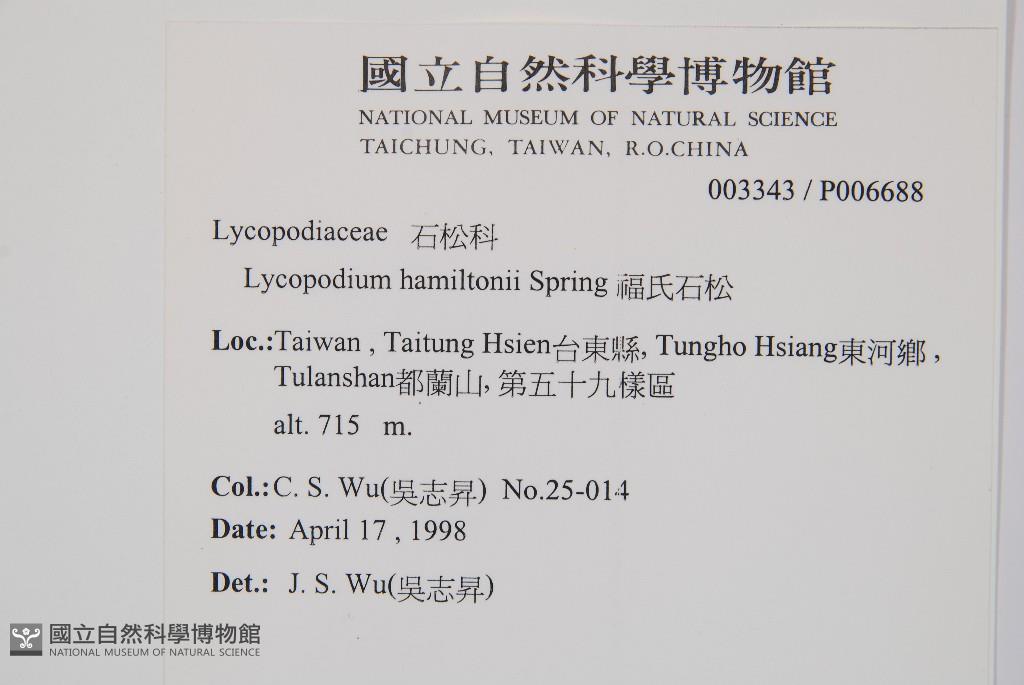 國立自然科學博物館
NATIONAL MUSEUM OF NATURAL SCIENCE
TAICHUNG, TAIWAN, R.O.CHINA
003343 / P006688
Lycopodiaceae 石松科
Lycopodium hamiltonii Spring 福氏石松
Loc.:Taiwan , Taitung Hsien台東縣, Tungho Hsiang東河鄉 ,
Tulanshan都蘭山, 第五十九樣區
alt. 715 m.
Col.:C. S. Wu(吳志昇) No.25-014
Date: April 17 , 1998
Det.: J. S. Wu(吳志昇)
國立自然科學博物館
NATIONAL MUSEUM OF NATURAL SCIENCE